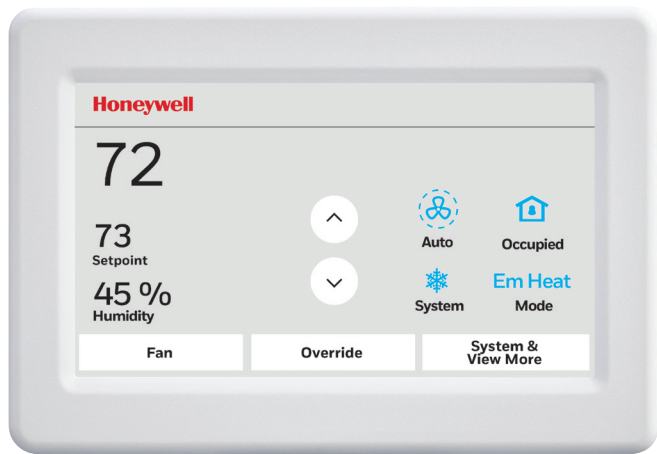 Honeywell
72
73
Setpoint
45 %
Humidity
Auto
Occupied
System
Em Heat
Mode
Fan
Override
System &
View More